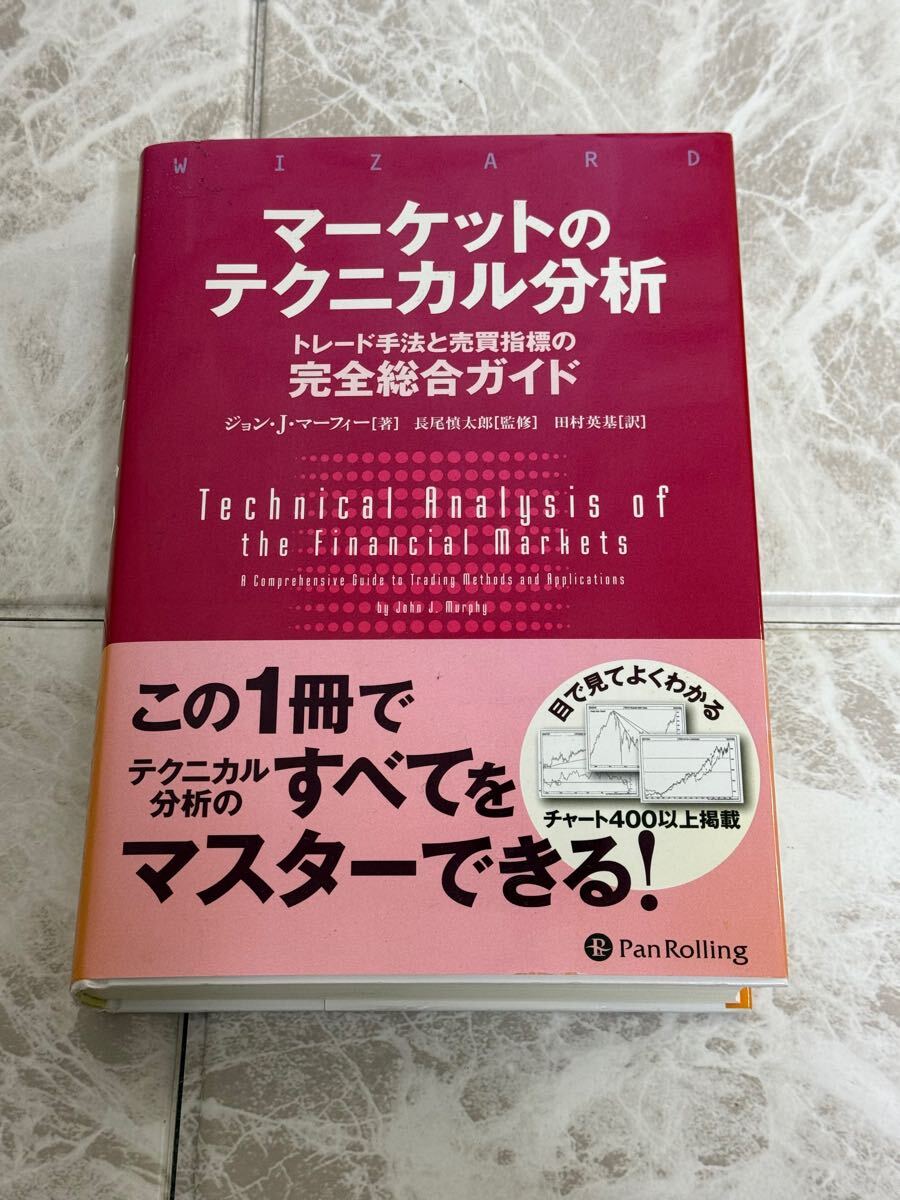 WIZARD
マーケットの
テクニカル分析
トレード手法と売買指標の
完全総合ガイド
ジョン・J・マーフィー[著] 長尾慎太郎[監修] 田村英基[訳]
Technical Analysis of
the Financial Markets
A Comprehensive Guide to Trading Methods and Applications
by John J. Murphy
この1冊で
テクニカル
分析の
すべてを
マスターできる!
目で見てよくわかる
チャート400以上掲載
PanRolling